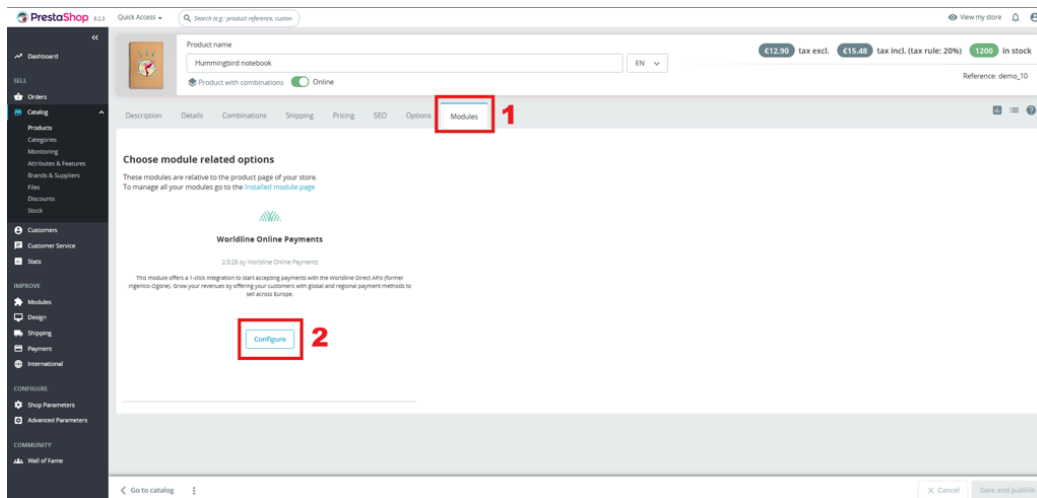 PrestaShop 8.2.3
Quick Access
Search (e.g.: product reference, custon
View my store
Dashboard
SELL
Orders
Catalog
Products
Categories
Monitoring
Attributes & Features
Brands & Suppliers
Files
Discounts
Stock
Customers
Customer Service
Stats
IMPROVE
Modules
Design
Shipping
Payment
International
CONFIGURE
Shop Parameters
Advanced Parameters
COMMUNITY
Wall of Fame
Product name
Hummingbird notebook
EN
Product with combinations
Online
€12.90 tax excl. €15.48 tax incl. (tax rule: 20%) 1200 in stock
Reference: demo_10
Description Details Combinations Shipping Pricing SEO Options Modules
1
Choose module related options
These modules are relative to the product page of your store.
To manage all your modules go to the Installed module page
Worldline Online Payments
2.0.26 by Worldline Online Payments
This module offers a 1-click integration to start accepting payments with the Worldline Direct APIs (former
Ingenico-Ogone). Grow your revenues by offering your customers with global and regional payment methods to
sell across Europe.
Configure
2
Go to catalog
Cancel
Save and publish